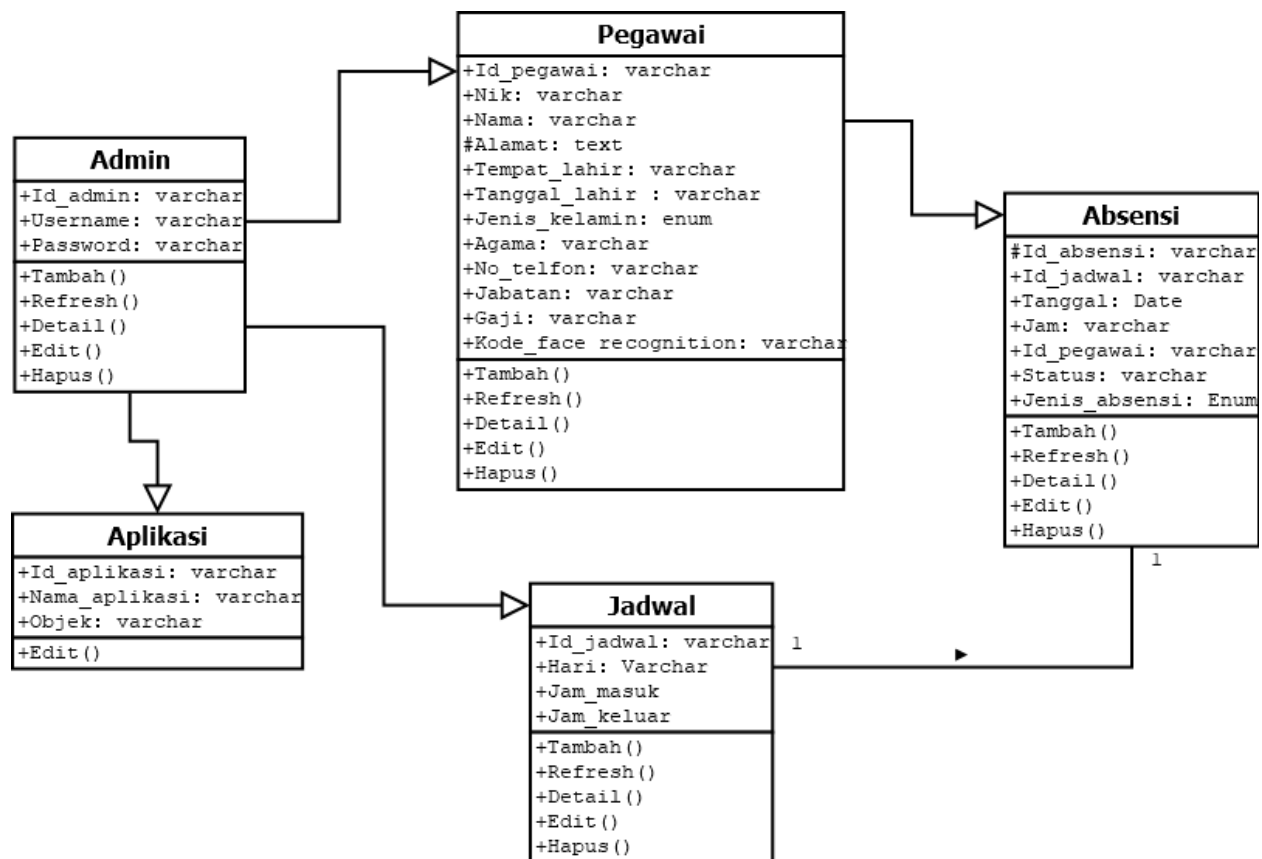 Pegawai
+Id_pegawai: varchar
+Nik: varchar
+Nama: varchar
#Alamat: text
+Tempat_lahir: varchar
+Tanggal_lahir : varchar
+Jenis_kelamin: enum
+Agama: varchar
+No_telfon: varchar
+Jabatan: varchar
+Gaji: varchar
+Kode_face recognition: varchar
+Tambah()
+Refresh()
+Detail()
+Edit()
+Hapus()
Admin
+Id_admin: varchar
+Username: varchar
+Password: varchar
+Tambah()
+Refresh()
+Detail()
+Edit()
+Hapus()
Absensi
#Id_absensi: varchar
+Id_jadwal: varchar
+Tanggal: Date
+Jam: varchar
+Id_pegawai: varchar
+Status: varchar
+Jenis_absensi: Enum
+Tambah()
+Refresh()
+Detail()
+Edit()
+Hapus()
1
Aplikasi
+Id_aplikasi: varchar
+Nama_aplikasi: varchar
+Objek: varchar
+Edit()
Jadwal
+Id_jadwal: varchar
1
+Hari: Varchar
+Jam_masuk
+Jam_keluar
+Tambah()
+Refresh()
+Detail()
+Edit()
+Hapus()